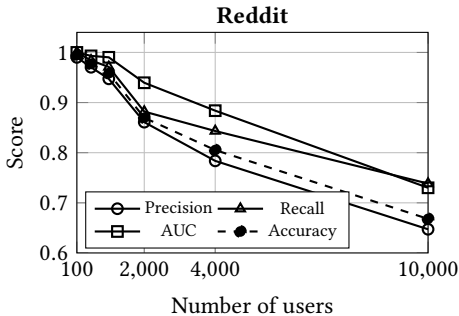 Reddit
1
0.9
0.8
0.7
0.6
Score
Precision
Recall
AUC
Accuracy
100
2,000
4,000
10,000
Number of users